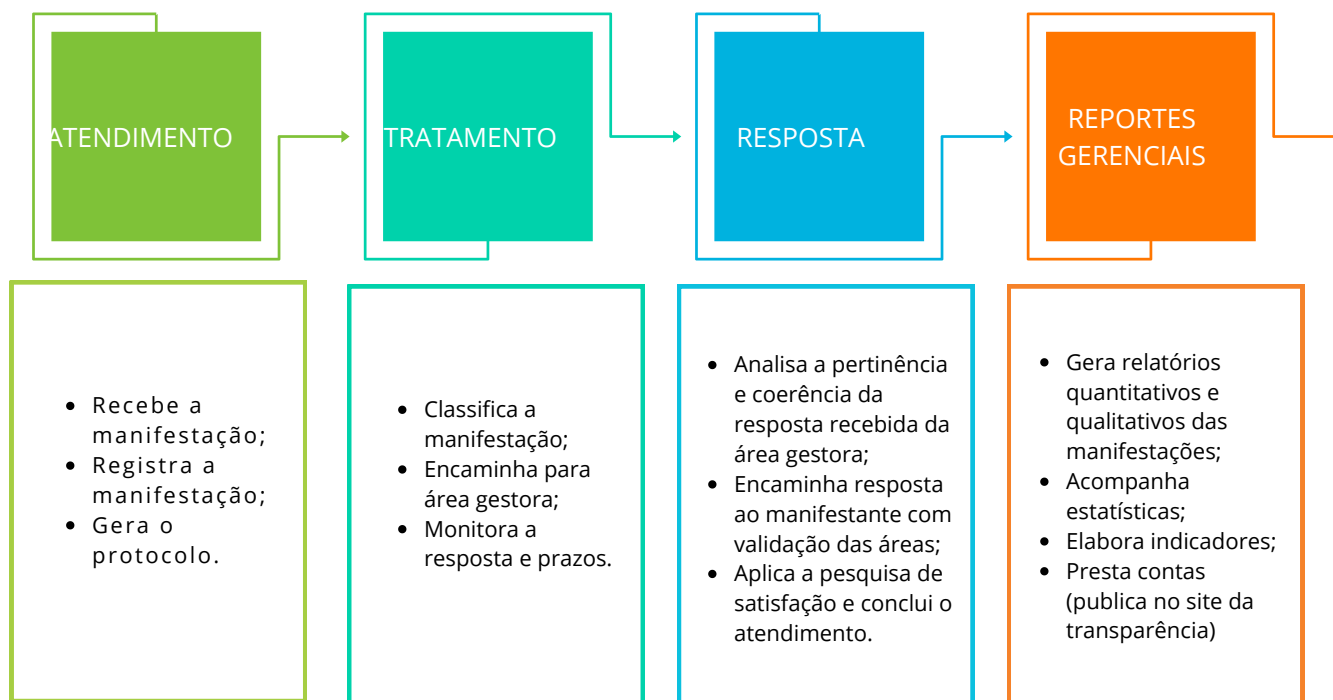 ATENDIMENTO
TRATAMENTO
RESPOSTA
REPORTES
GERENCIAIS
• Recebe a
manifestação;
• Registra a
manifestação;
• Gera o
protocolo.
• Classifica a
manifestação;
• Encaminha para
área gestora;
• Monitora a
resposta e prazos.
• Analisa a pertinência
e coerência da
resposta recebida da
área gestora;
• Encaminha resposta
ao manifestante com
validação das áreas;
• Aplica a pesquisa de
satisfação e conclui o
atendimento.
• Gera relatórios
quantitativos e
qualitativos das
manifestações;
• Acompanha
estatísticas;
• Elabora indicadores;
• Presta contas
(publica no site da
transparência)